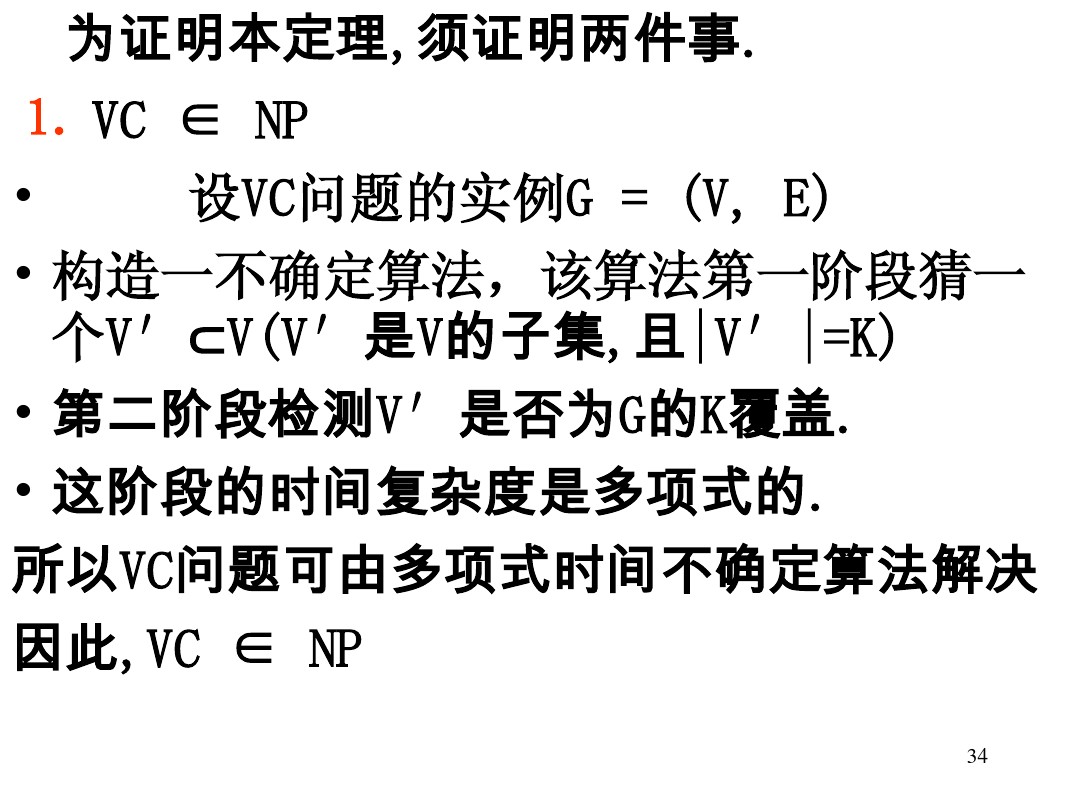 为证明本定理,须证明两件事.
1. VC ∈ NP
• 设VC问题的实例G = (V, E)
• 构造一不确定算法，该算法第一阶段猜一
个V′ ⊂V(V′ 是V的子集,且|V′ |=K)
• 第二阶段检测V′ 是否为G的K覆盖.
• 这阶段的时间复杂度是多项式的.
所以VC问题可由多项式时间不确定算法解决
因此,VC ∈ NP
34